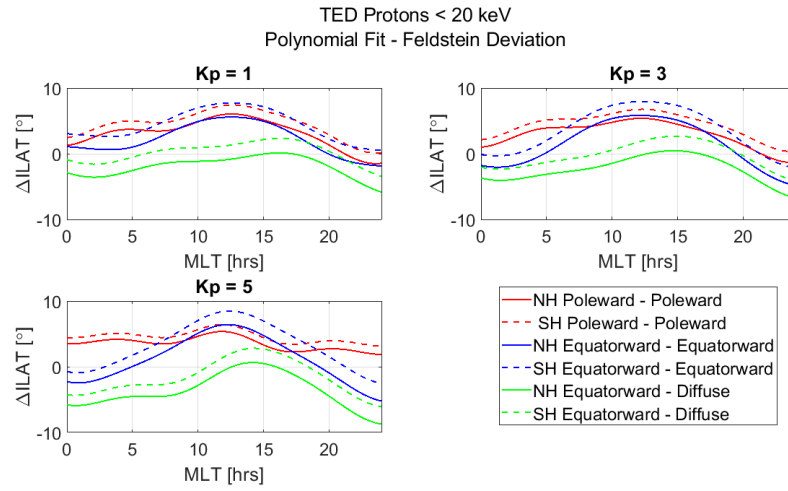 TED Protons < 20 keV
Polynomial Fit - Feldstein Deviation
Kp = 1
10
0
-10
ΔILAT [°]
0 5 10 15 20
MLT [hrs]
Kp = 3
10
0
-10
ΔILAT [°]
0 5 10 15 20
MLT [hrs]
Kp = 5
10
0
-10
ΔILAT [°]
0 5 10 15 20
MLT [hrs]
NH Poleward - Poleward
SH Poleward - Poleward
NH Equatorward - Equatorward
SH Equatorward - Equatorward
NH Equatorward - Diffuse
SH Equatorward - Diffuse